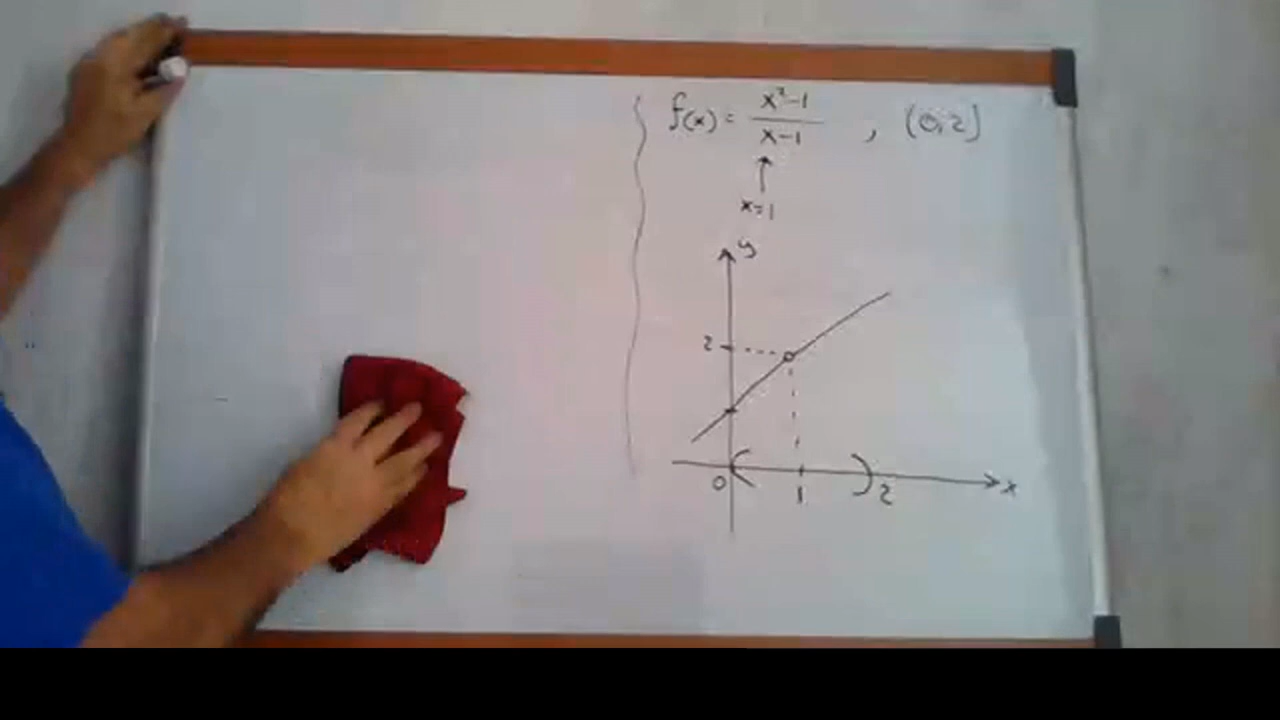 f(x) = x²-1 / x-1 , (0,2)
x=1
y
2
0 ( 1 ) 2 x